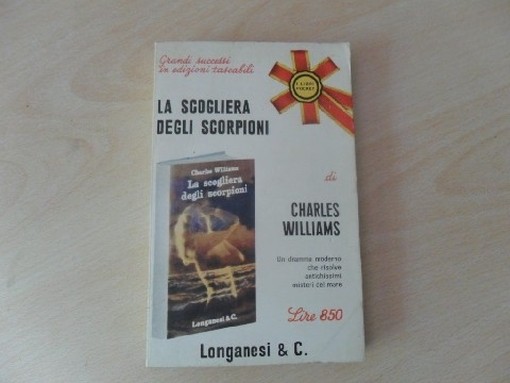 Grandi successi
in edizioni tascabili
LA SCOGLIERA
DEGLI SCORPIONI
Charles Williams
La scogliera
degli scorpioni
Longanesi & C.
di
CHARLES
WILLIAMS
Un dramma moderno
che risolve
antichissimi
misteri del mare
Lire 850
Longanesi & C.